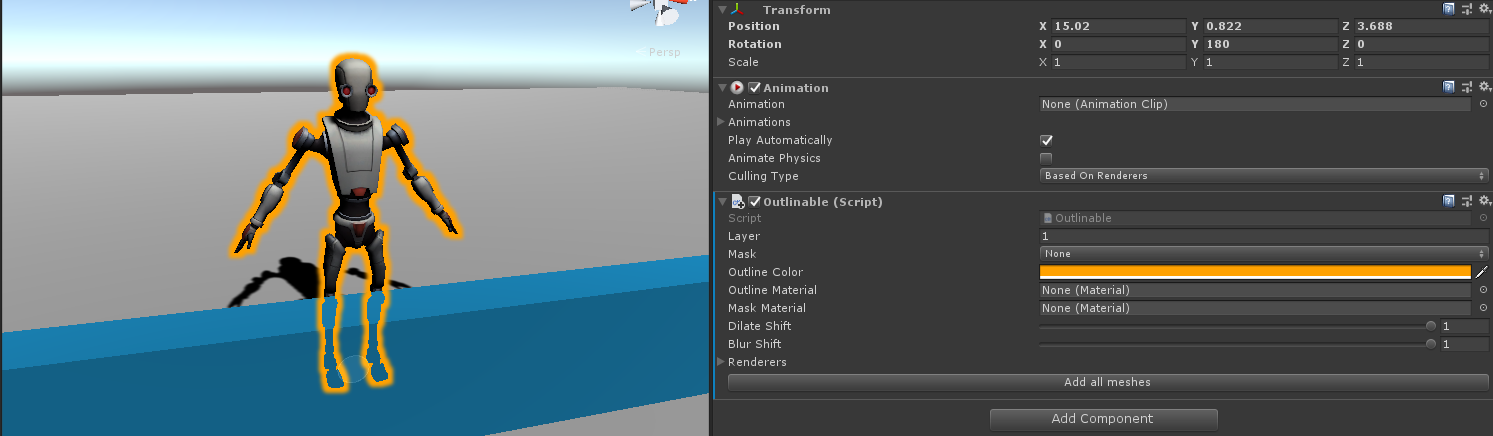 Persp
Transform
Position X 15.02 Y 0.822 Z 3.688
Rotation X 0 Y 180 Z 0
Scale X 1 Y 1 Z 1
Animation
Animation None (Animation Clip)
Animations
Play Automatically
Animate Physics
Culling Type Based On Renderers
Outlinable (Script)
Script Outlinable
Layer 1
Mask None
Outline Color
Outline Material None (Material)
Mask Material None (Material)
Dilate Shift 1
Blur Shift 1
Renderers
Add all meshes
Add Component